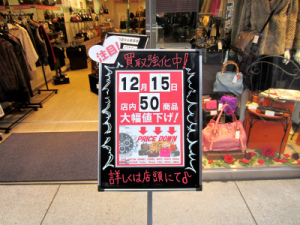 注目!
買取強化中!
12月15日
店内50商品
大幅値下げ!
PRICE DOWN
詳しくは店頭にて♪